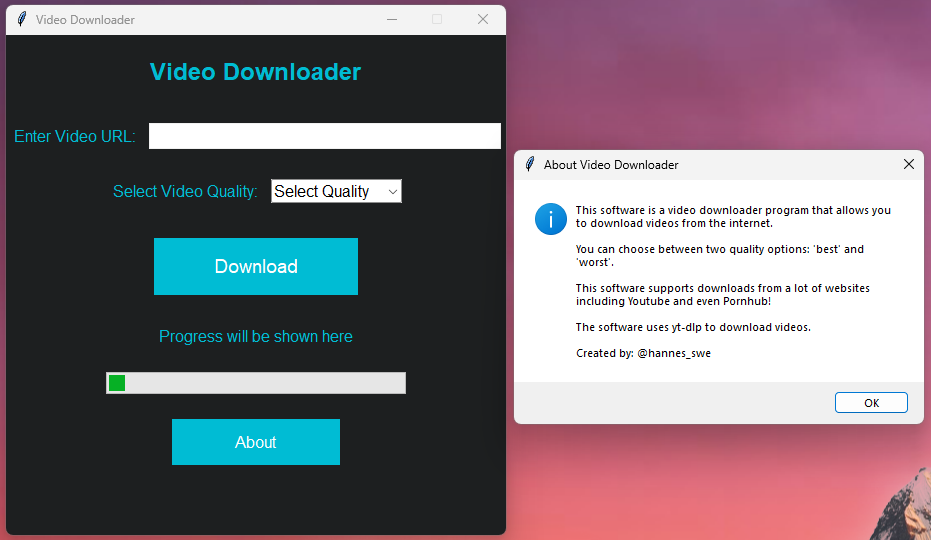 Video Downloader
Video Downloader
Enter Video URL:
Select Video Quality:
Select Quality
Download
Progress will be shown here
About
About Video Downloader
This software is a video downloader program that allows you
to download videos from the internet.
You can choose between two quality options: 'best' and
'worst'.
This software supports downloads from a lot of websites
including Youtube and even Pornhub!
The software uses yt-dlp to download videos.
Created by: @hannes_swe
OK